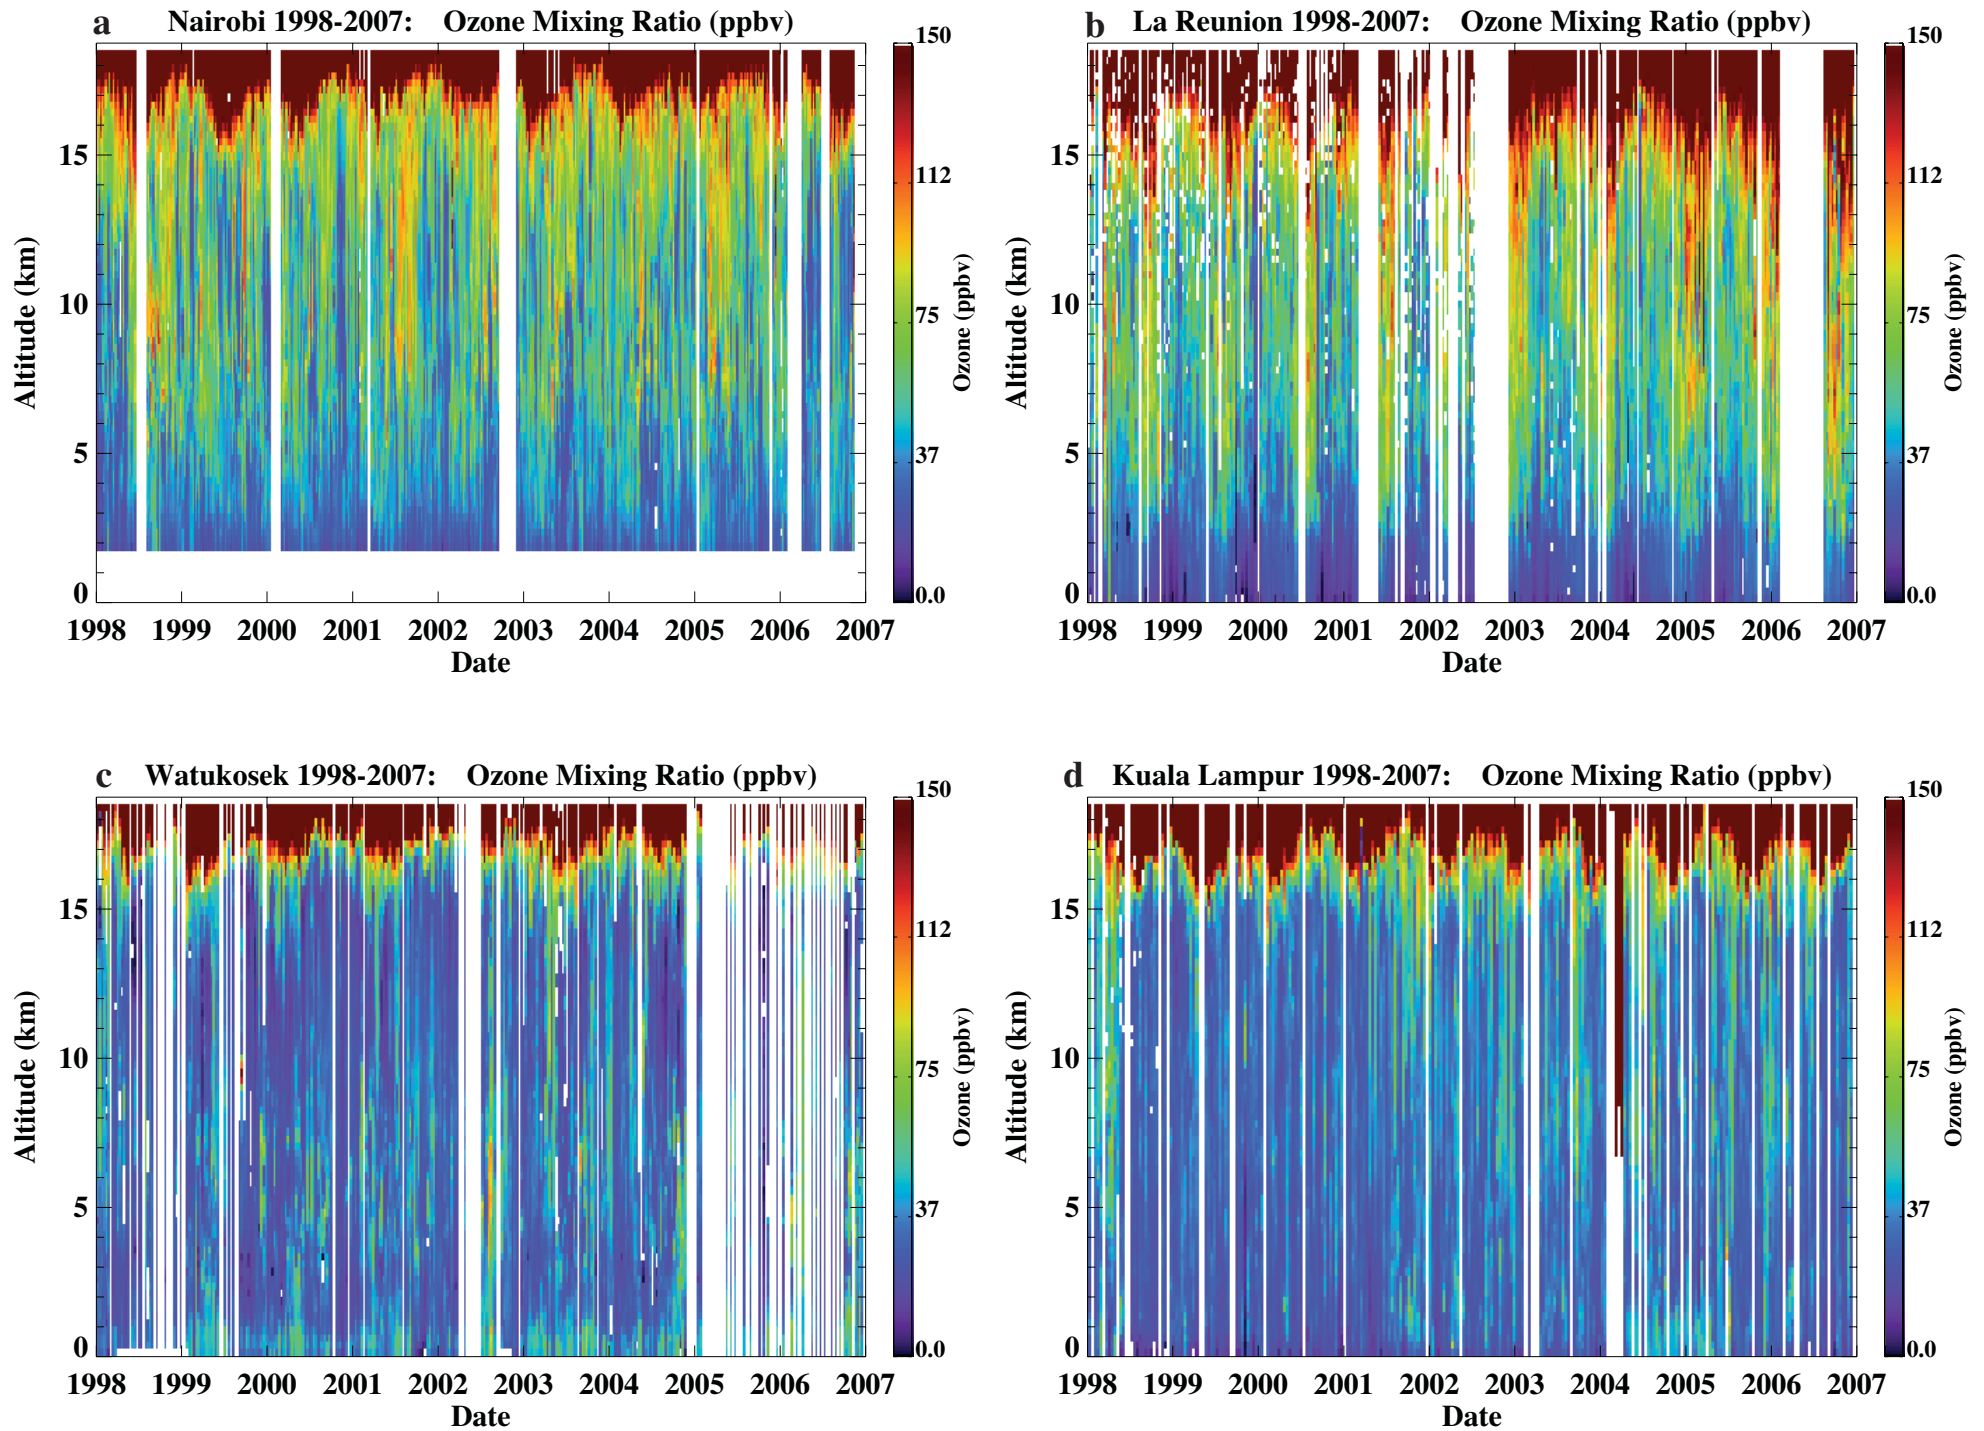 a Nairobi 1998-2007: Ozone Mixing Ratio (ppbv)
Altitude (km)
15
10
5
0
1998 1999 2000 2001 2002 2003 2004 2005 2006 2007
Date
150
112
75
37
0.0
Ozone (ppbv)
b La Reunion 1998-2007: Ozone Mixing Ratio (ppbv)
Altitude (km)
15
10
5
0
1998 1999 2000 2001 2002 2003 2004 2005 2006 2007
Date
150
112
75
37
0.0
Ozone (ppbv)
c Watukosek 1998-2007: Ozone Mixing Ratio (ppbv)
Altitude (km)
15
10
5
0
1998 1999 2000 2001 2002 2003 2004 2005 2006 2007
Date
150
112
75
37
0.0
Ozone (ppbv)
d Kuala Lampur 1998-2007: Ozone Mixing Ratio (ppbv)
Altitude (km)
15
10
5
0
1998 1999 2000 2001 2002 2003 2004 2005 2006 2007
Date
150
112
75
37
0.0
Ozone (ppbv)